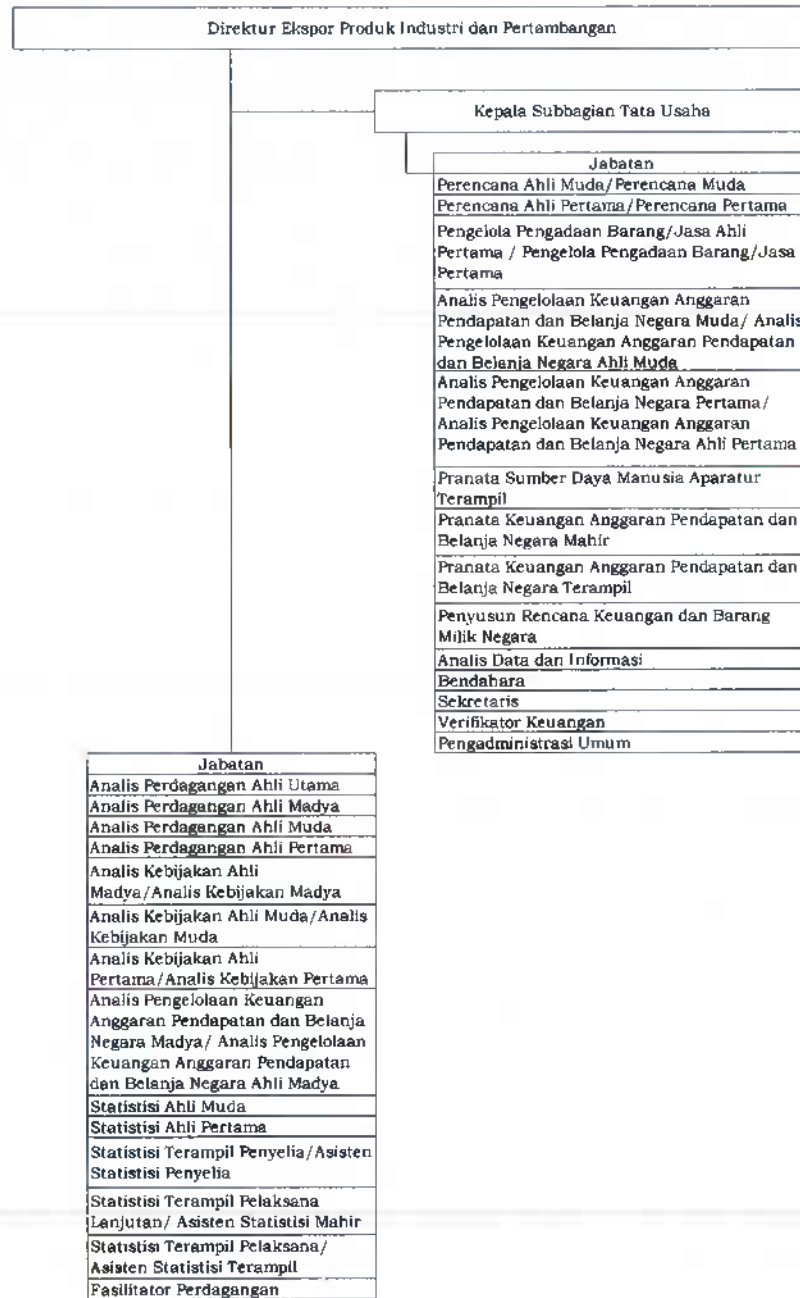 Direktur Ekspor Produk Industri dan Pertambangan
Kepala Subbagian Tata Usaha
Jabatan
Perencana Ahli Muda/Perencana Muda
Perencana Ahli Pertama/Perencana Pertama
Pengelola Pengadaan Barang/Jasa Ahli
Pertama / Pengelola Pengadaan Barang/Jasa
Pertama
Analis Pengelolaan Keuangan Anggaran
Pendapatan dan Belanja Negara Muda/ Analis
Pengelolaan Keuangan Anggaran Pendapatan
dan Belanja Negara Ahli Muda
Analis Pengelolaan Keuangan Anggaran
Pendapatan dan Belanja Negara Pertama/
Analis Pengelolaan Keuangan Anggaran
Pendapatan dan Belanja Negara Ahli Pertama
Pranata Sumber Daya Manusia Aparatur
Terampil
Pranata Keuangan Anggaran Pendapatan dan
Belanja Negara Mahir
Pranata Keuangan Anggaran Pendapatan dan
Belanja Negara Terampil
Penyusun Rencana Keuangan dan Barang
Milik Negara
Analis Data dan Informasi
Bendahara
Sekretaris
Verifikator Keuangan
Pengadministrasi Umum
Jabatan
Analis Perdagangan Ahli Utama
Analis Perdagangan Ahli Madya
Analis Perdagangan Ahli Muda
Analis Perdagangan Ahli Pertama
Analis Kebijakan Ahli
Madya/Analis Kebijakan Madya
Analis Kebijakan Ahli Muda/Analis
Kebijakan Muda
Analis Kebijakan Ahli
Pertama/Analis Kebijakan Pertama
Analis Pengelolaan Keuangan
Anggaran Pendapatan dan Belanja
Negara Madya/ Analis Pengelolaan
Keuangan Anggaran Pendapatan
dan Belanja Negara Ahli Madya
Statistisi Ahli Muda
Statistisi Ahli Pertama
Statistisi Terampil Penyelia/Asisten
Statistisi Penyelia
Statistisi Terampil Pelaksana
Lanjutan/ Asisten Statistisi Mahir
Statistisi Terampil Pelaksana/
Asisten Statistisi Terampil
Fasilitator Perdagangan